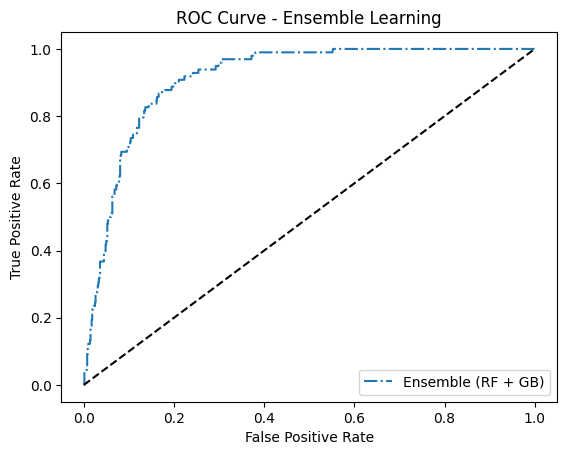 ROC Curve - Ensemble Learning
True Positive Rate
1.0
0.8
0.6
0.4
0.2
0.0
Ensemble (RF + GB)
0.0 0.2 0.4 0.6 0.8 1.0
False Positive Rate